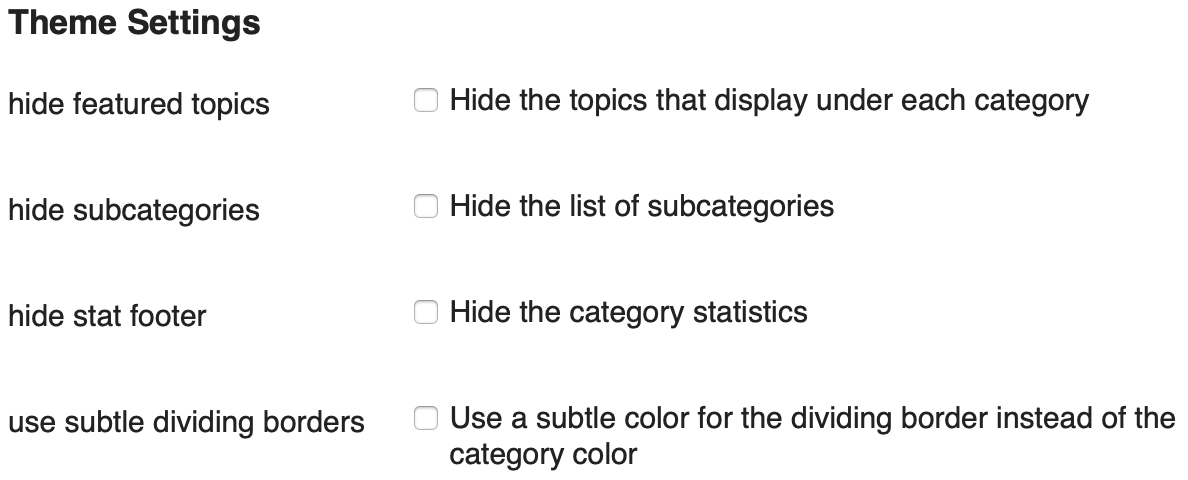 Theme Settings
hide featured topics
Hide the topics that display under each category
hide subcategories
Hide the list of subcategories
hide stat footer
Hide the category statistics
use subtle dividing borders
Use a subtle color for the dividing border instead of the
category color